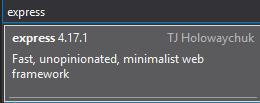 express
express 4.17.1 TJ Holowaychuk
Fast, unopinionated, minimalist web
framework